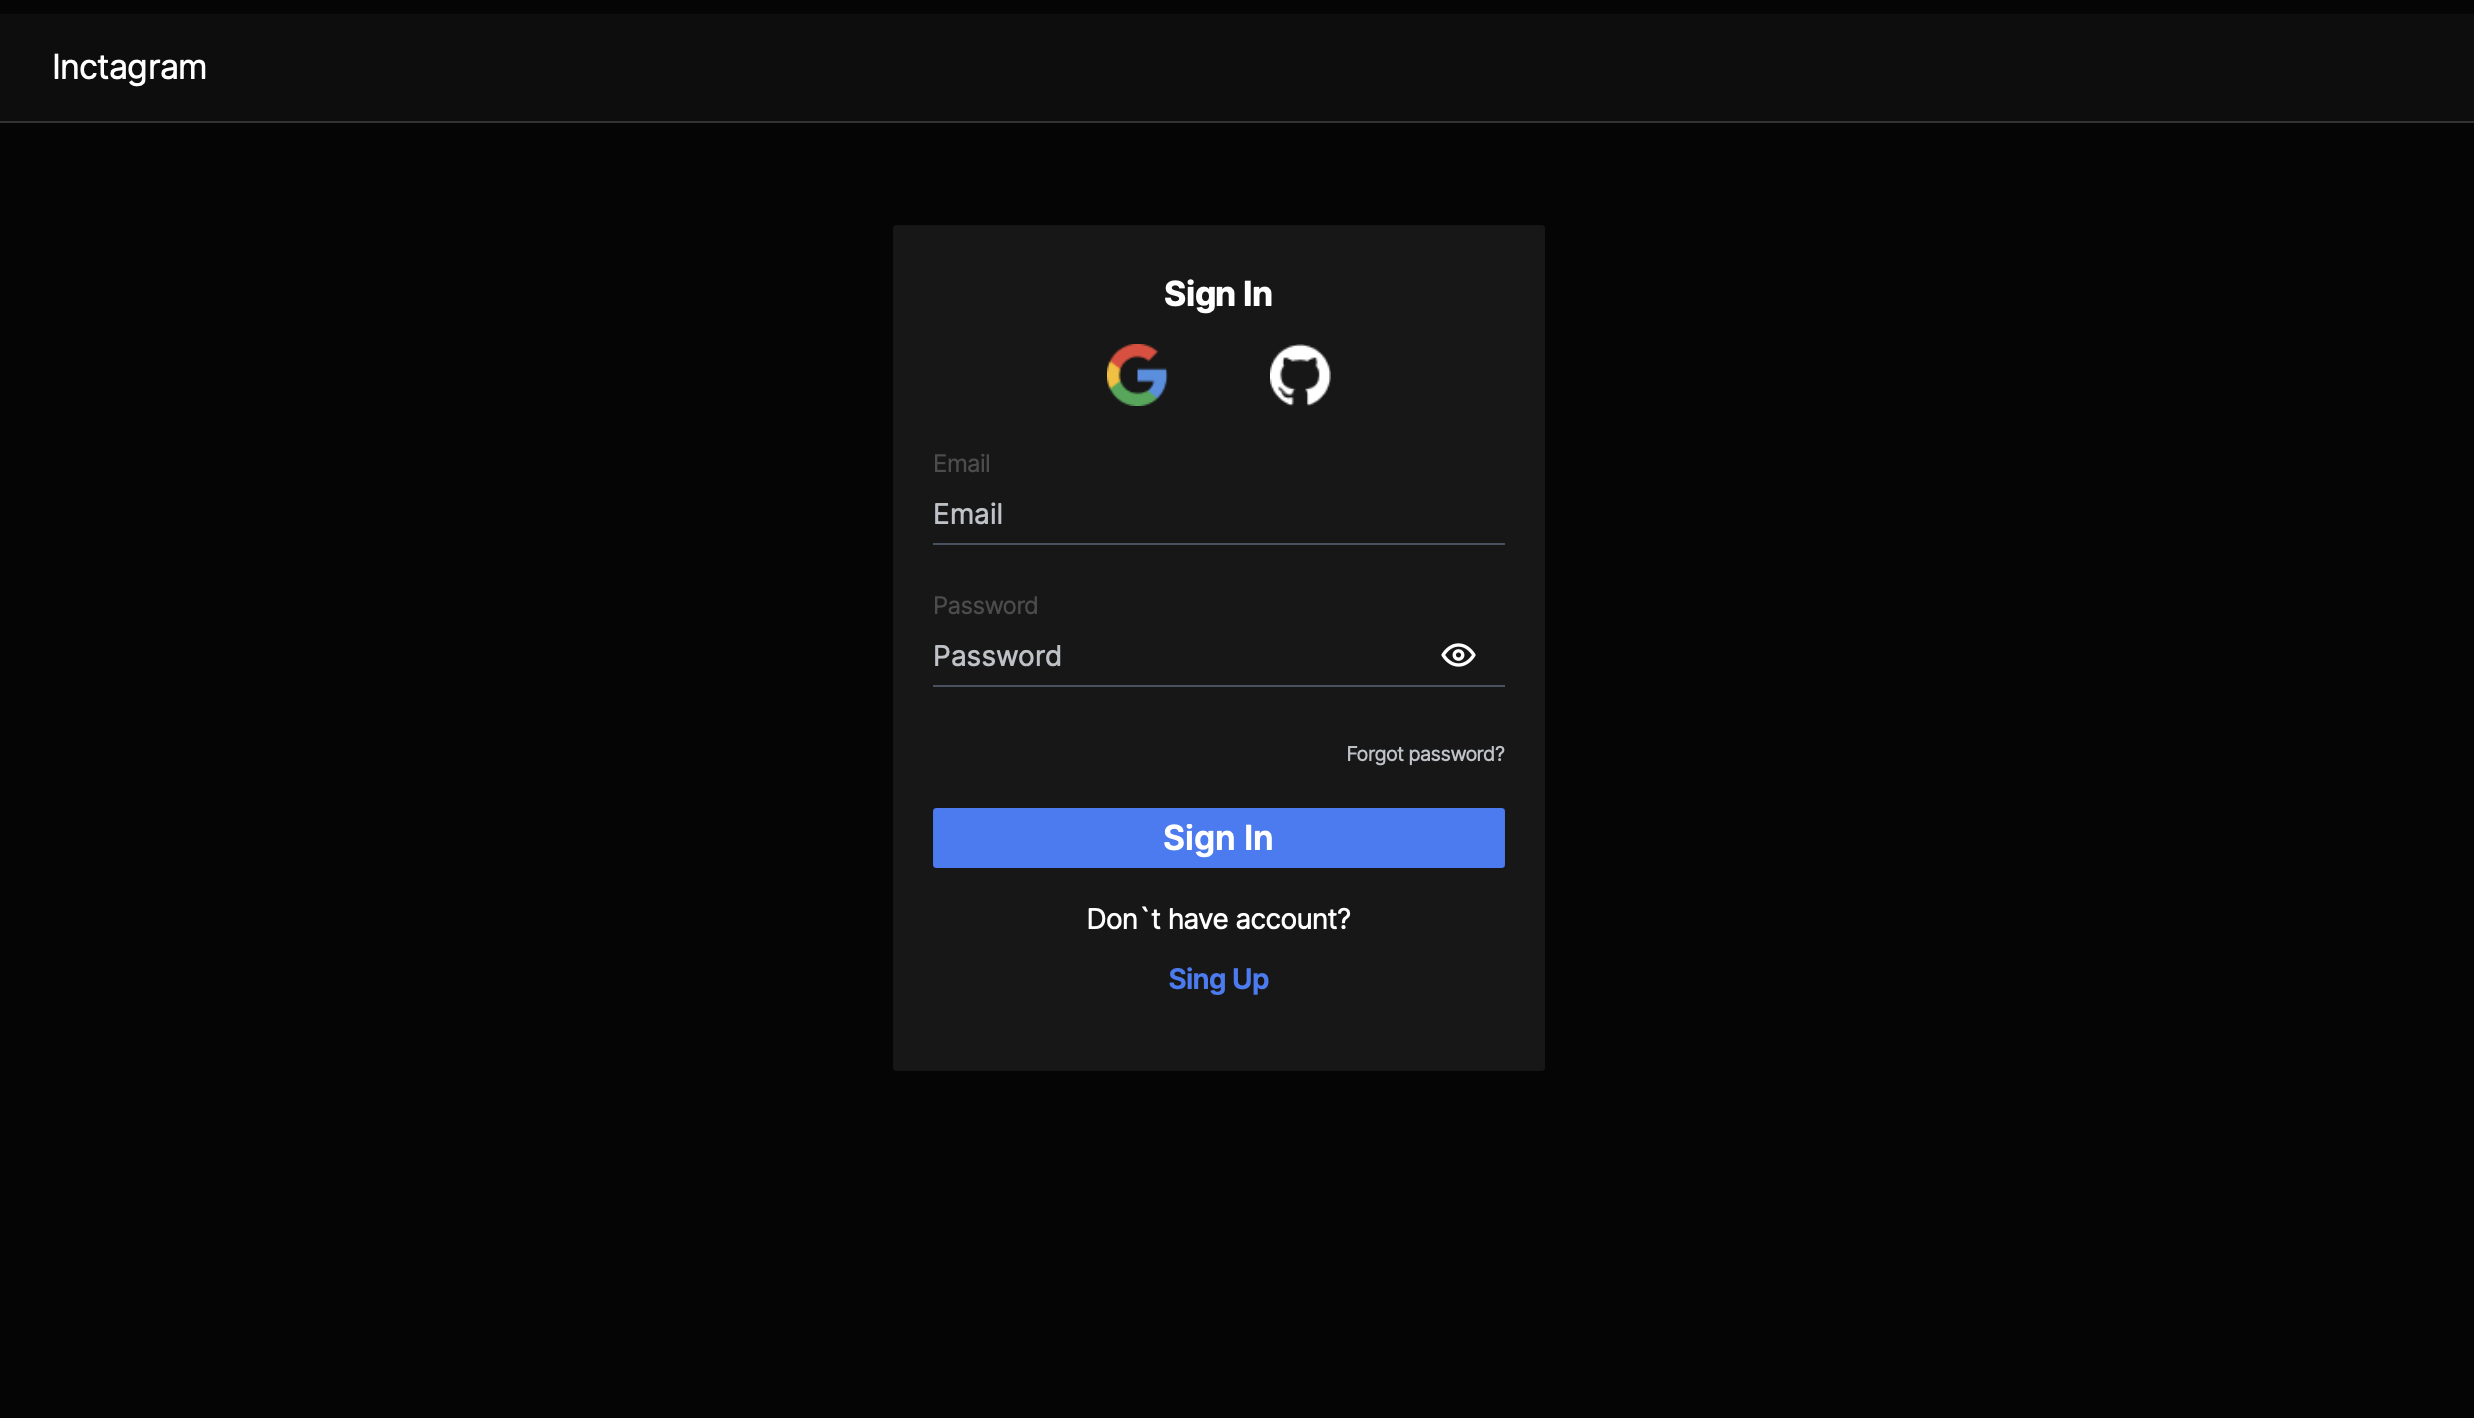 Inctagram
Sign In
Email
Email
Password
Password
Forgot password?
Sign In
Don`t have account?
Sing Up